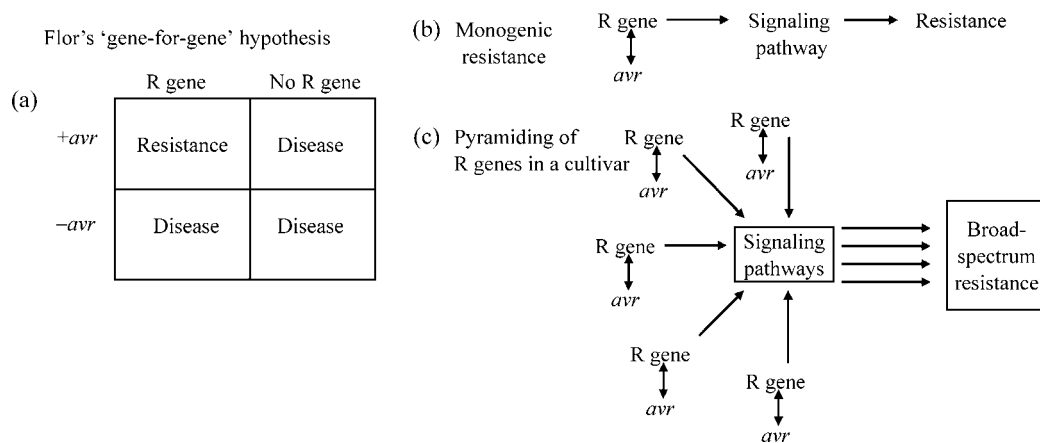 Flor's 'gene-for-gene' hypothesis
(a)
R gene No R gene
+avr Resistance Disease
−avr Disease Disease
(b) Monogenic
resistance
R gene Signaling
pathway Resistance
avr
(c) Pyramiding of
R genes in a cultivar
R gene
avr
R gene
avr
R gene
avr
R gene
avr
R gene
avr
Signaling
pathways
Broad-
spectrum
resistance